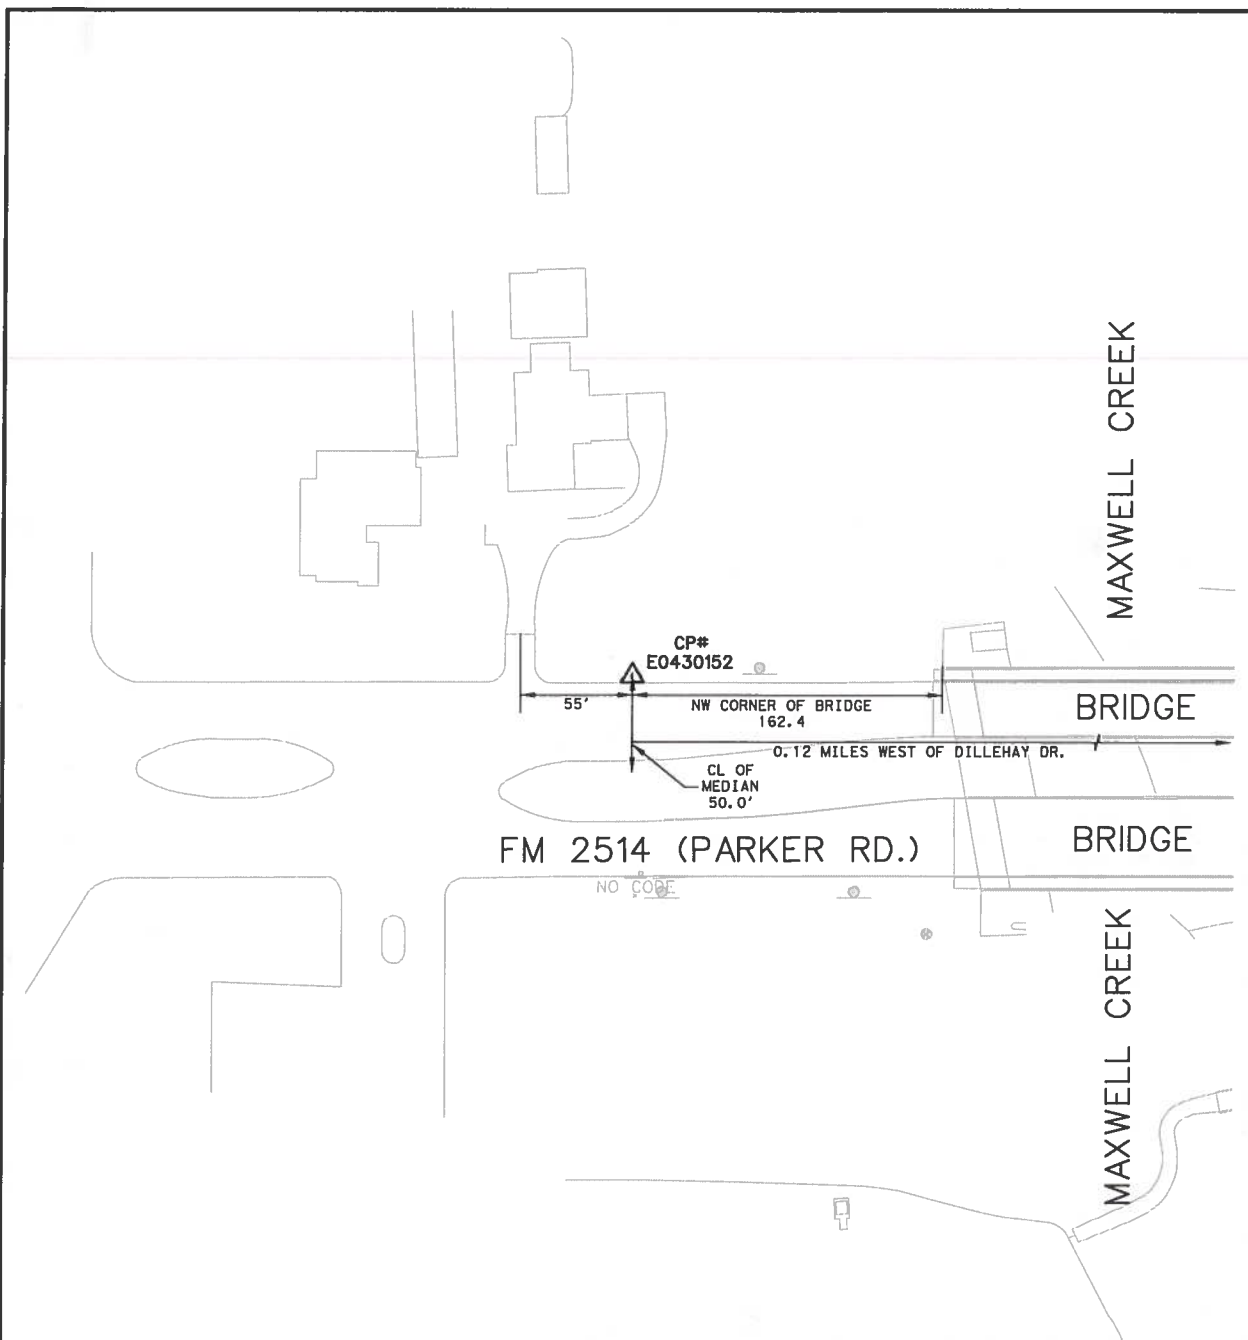 MAXWELL CREEK
CP#
E0430152
55'
NW CORNER OF BRIDGE
162.4
BRIDGE
0.12 MILES WEST OF DILLEHAY DR.
CL OF
MEDIAN
50.0'
FM 2514 (PARKER RD.)
BRIDGE
NO CODE
MAXWELL CREEK